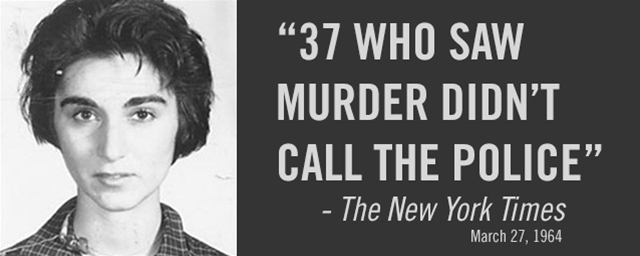 “37 WHO SAW
MURDER DIDN’T
CALL THE POLICE”
- The New York Times
March 27, 1964